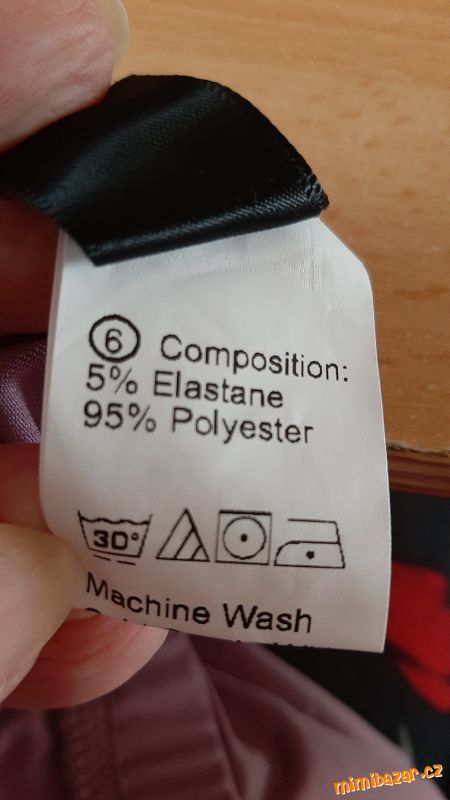 6 Composition:
5% Elastane
95% Polyester
30°
Machine Wash
mimibazar.cz